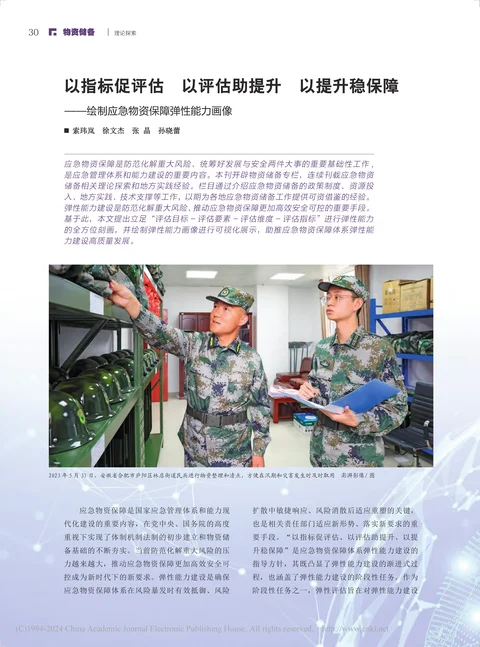 30 物资储备 | 理论探索
以指标促评估 以评估助提升 以提升稳保障
——绘制应急物资保障弹性能力画像
■ 索玮岚 徐文杰 张 晶 孙晓蕾
应急物资保障是防范化解重大风险、统筹好发展与安全两件大事的重要基础性工作,
是应急管理体系和能力建设的重要内容。本刊开辟物资储备专栏,连续刊载应急物资
储备相关理论探索和地方实践经验。栏目通过介绍应急物资储备的政策制度、资源投
入、地方实践、技术支撑等工作,以期为各地应急物资储备工作提供可资借鉴的经验。
弹性能力建设是防范化解重大风险、推动应急物资保障更加高效安全可控的重要手段。
基于此,本文提出立足“评估目标-评估要素-评估维度-评估指标”进行弹性能力
的全方位刻画,并绘制弹性能力画像进行可视化展示,助推应急物资保障体系弹性能
力建设高质量发展。
2023 年 5 月 31 日,安徽省合肥市庐阳区林店街道民兵进行物资整理和清点,方便在汛期和灾害发生时及时取用 澎湃影像/图
应急物资保障是国家应急管理体系和能力现
代化建设的重要内容,在党中央、国务院的高度
重视下实现了体制机制法制的初步建立和物资储
备基础的不断夯实。当前防范化解重大风险的压
力越来越大,推动应急物资保障更加高效安全可
控成为新时代下的新要求。弹性能力建设是确保
应急物资保障体系在风险暴发时有效抵御、风险
扩散中敏捷响应、风险消散后适应重塑的关键,
也是相关责任部门适应新形势、落实新要求的重
要手段。“以指标促评估、以评估助提升、以提
升稳保障”是应急物资保障体系弹性能力建设的
指导方针,其既凸显了弹性能力建设的渐进式过
程,也涵盖了弹性能力建设的阶段性任务。作为
阶段性任务之一,弹性评估旨在对弹性能力建设
(C)1994-2024 China Academic Journal Electronic Publishing House. All rights reserved. http://www.cnki.net